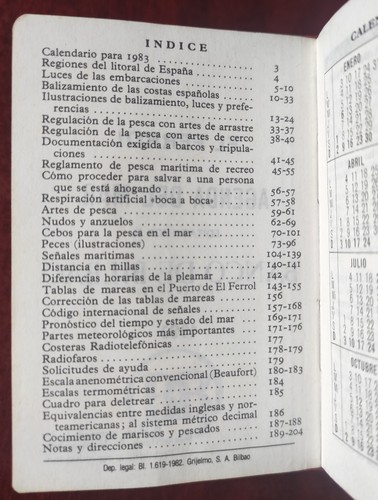 INDICE
Calendario para 1983 .................. 3
Regiones del litoral de España ........ 4
Luces de las embarcaciones ............ 5-10
Balizamiento de las costas españolas .. 10-33
Ilustraciones de balizamiento, luces y prefe-
rencias ............................... 13-24
Regulación de la pesca con artes de arrastre 33-37
Regulación de la pesca con artes de cerco 38-40
Documentación exigida a barcos y tripula-
ciones ................................ 41-45
Reglamento de pesca marítima de recreo 45-55
Cómo proceder para salvar a una persona
que se está ahogando .................. 56-57
Respiración artificial «boca a boca» .. 57-58
Artes de pesca ........................ 59-61
Nudos y anzuelos ...................... 62-69
Cebos para la pesca en el mar ......... 70-101
Peces (ilustraciones) ................. 73-96
Señales marítimas ..................... 104-139
Distancia en millas ................... 140-141
Diferencias horarias de la pleamar .... 142
Tablas de mareas en el Puerto de El Ferrol 143-155
Corrección de las tablas de mareas .... 156
Código internacional de señales ....... 157-168
Pronóstico del tiempo y estado del mar 169-171
Partes meteorológicos más importantes . 171-176
Costeras Radiotelefónicas ............. 177
Radiofaros ............................ 178-179
Solicitudes de ayuda .................. 179
Escala anenométrica convencional (Beaufort) 180-183
Escalas termométricas ................. 184
Cuadro para deletrear ................. 185
Equivalencias entre medidas inglesas y nor-
teamericanas; al sistema métrico decimal 186
Cocimiento de mariscos y pescados ..... 187-188
Notas y direcciones ................... 189-204
Dep. legal: BI. 1.619-1982. Grijelmo, S. A. Bilbao
CALE
ENERO
ABRIL
JULIO
OCTUBRE